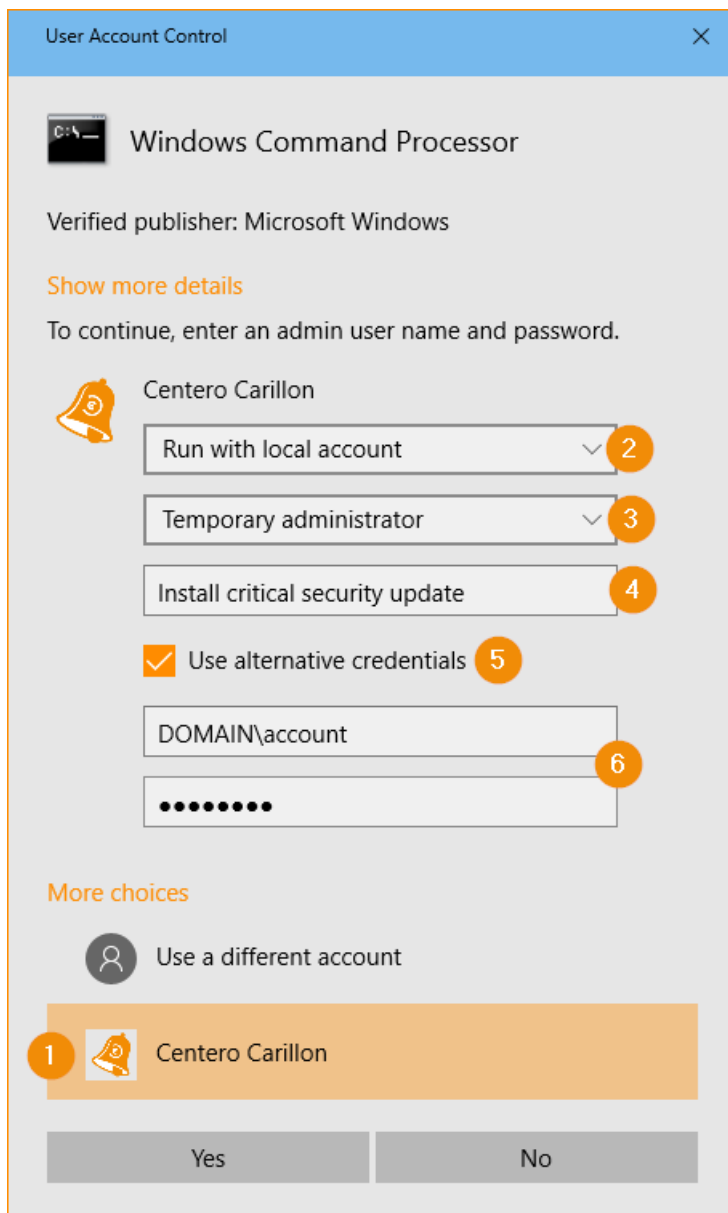 User Account Control
C:\_
Windows Command Processor
Verified publisher: Microsoft Windows
Show more details
To continue, enter an admin user name and password.
Centero Carillon
Run with local account 2
Temporary administrator 3
Install critical security update 4
Use alternative credentials 5
DOMAIN\account
6
●●●●●●●●
More choices
Use a different account
1 Centero Carillon
Yes No